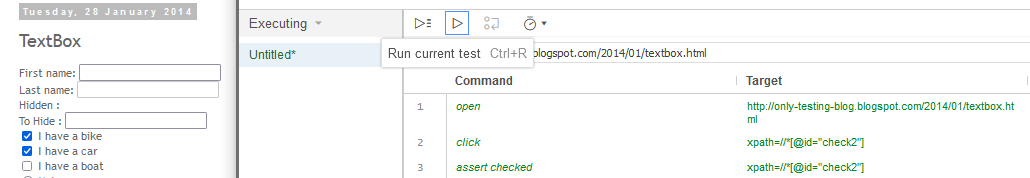 Tuesday, 28 January 2014
TextBox
First name:
Last name:
Hidden :
To Hide :
I have a bike
I have a car
I have a boat
Executing
Untitled*
Run current test Ctrl+R
blogspot.com/2014/01/textbox.html
Command Target
1 open http://only-testing-blog.blogspot.com/2014/01/textbox.ht
ml
2 click xpath=//*[@id="check2"]
3 assert checked xpath=//*[@id="check2"]